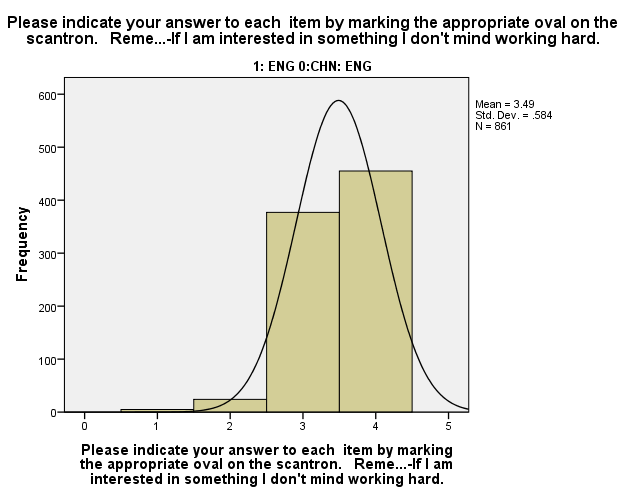 Please indicate your answer to each  item by marking the appropriate oval on the
scantron.   Reme...-If I am interested in something I don't mind working hard.
1: ENG 0:CHN: ENG
Mean = 3.49
Std. Dev. = .584
N = 861
Frequency
600
500
400
300
200
100
0
0 1 2 3 4 5
Please indicate your answer to each  item by marking
the appropriate oval on the scantron.   Reme...-If I am
interested in something I don't mind working hard.